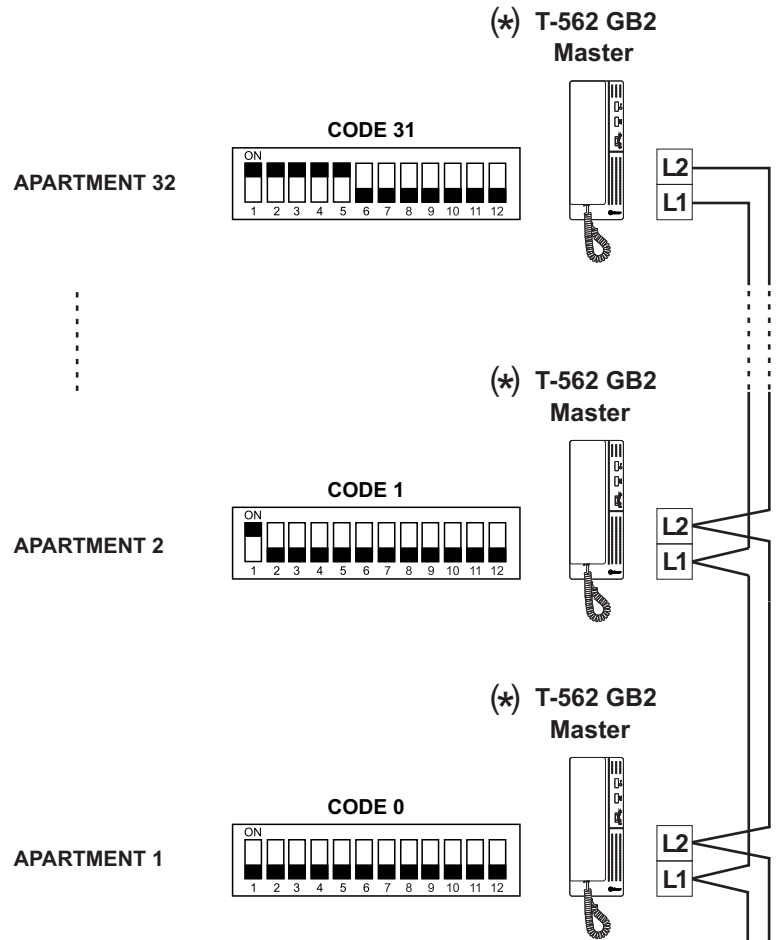 (*) T-562 GB2
Master
CODE 31
APARTMENT 32
ON
1 2 3 4 5 6 7 8 9 10 11 12
L2
L1
(*) T-562 GB2
Master
CODE 1
APARTMENT 2
ON
1 2 3 4 5 6 7 8 9 10 11 12
L2
L1
(*) T-562 GB2
Master
CODE 0
APARTMENT 1
ON
1 2 3 4 5 6 7 8 9 10 11 12
L2
L1